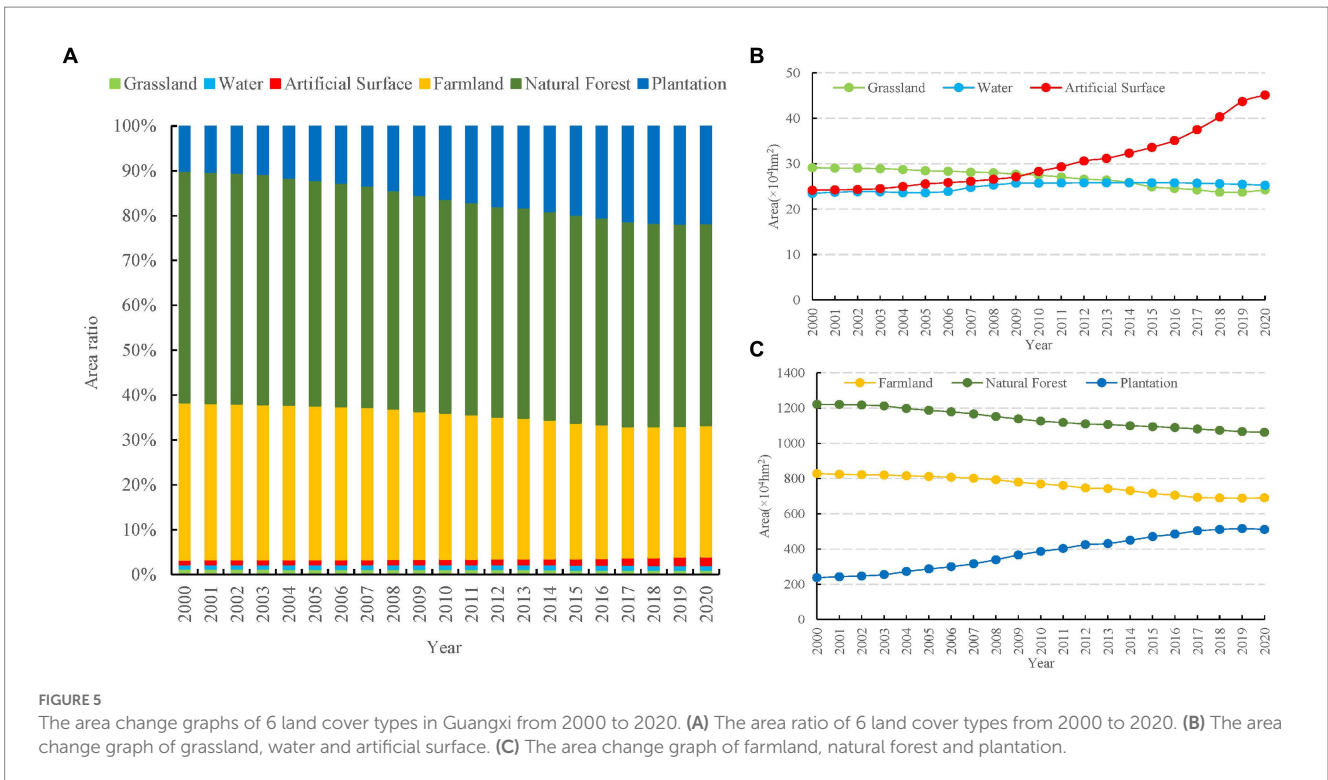 A
Grassland Water Artificial Surface Farmland Natural Forest Plantation
100%
90%
80%
70%
60%
50%
40%
30%
20%
10%
0%
Area ratio
2000 2001 2002 2003 2004 2005 2006 2007 2008 2009 2010 2011 2012 2013 2014 2015 2016 2017 2018 2019 2020
Year
B
50
40
30
20
10
0
Area(×10⁴hm²)
Grassland Water Artificial Surface
2000 2001 2002 2003 2004 2005 2006 2007 2008 2009 2010 2011 2012 2013 2014 2015 2016 2017 2018 2019 2020
Year
C
1400
1200
1000
800
600
400
200
0
Area(×10⁴hm²)
Farmland Natural Forest Plantation
2000 2001 2002 2003 2004 2005 2006 2007 2008 2009 2010 2011 2012 2013 2014 2015 2016 2017 2018 2019 2020
Year
FIGURE 5
The area change graphs of 6 land cover types in Guangxi from 2000 to 2020. (A) The area ratio of 6 land cover types from 2000 to 2020. (B) The area
change graph of grassland, water and artificial surface. (C) The area change graph of farmland, natural forest and plantation.